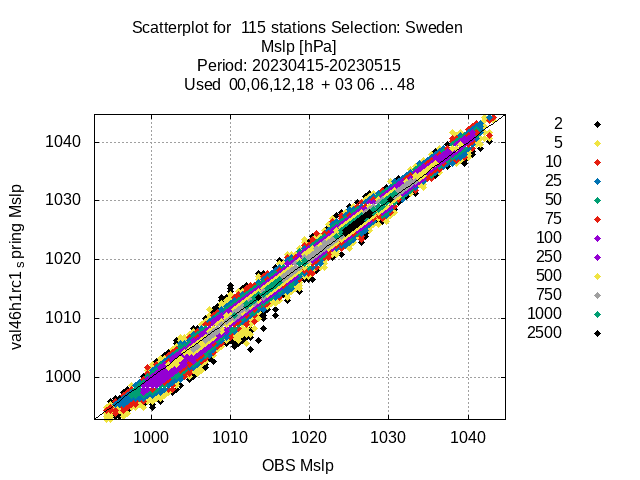 Scatterplot for  115 stations Selection: Sweden
Mslp [hPa]
Period: 20230415-20230515
Used  00,06,12,18  + 03 06 ... 48
2
5
10
25
50
75
100
250
500
750
1000
2500
1040
1030
1020
1010
1000
val46h1rc1_spring Mslp
1000 1010 1020 1030 1040
OBS Mslp